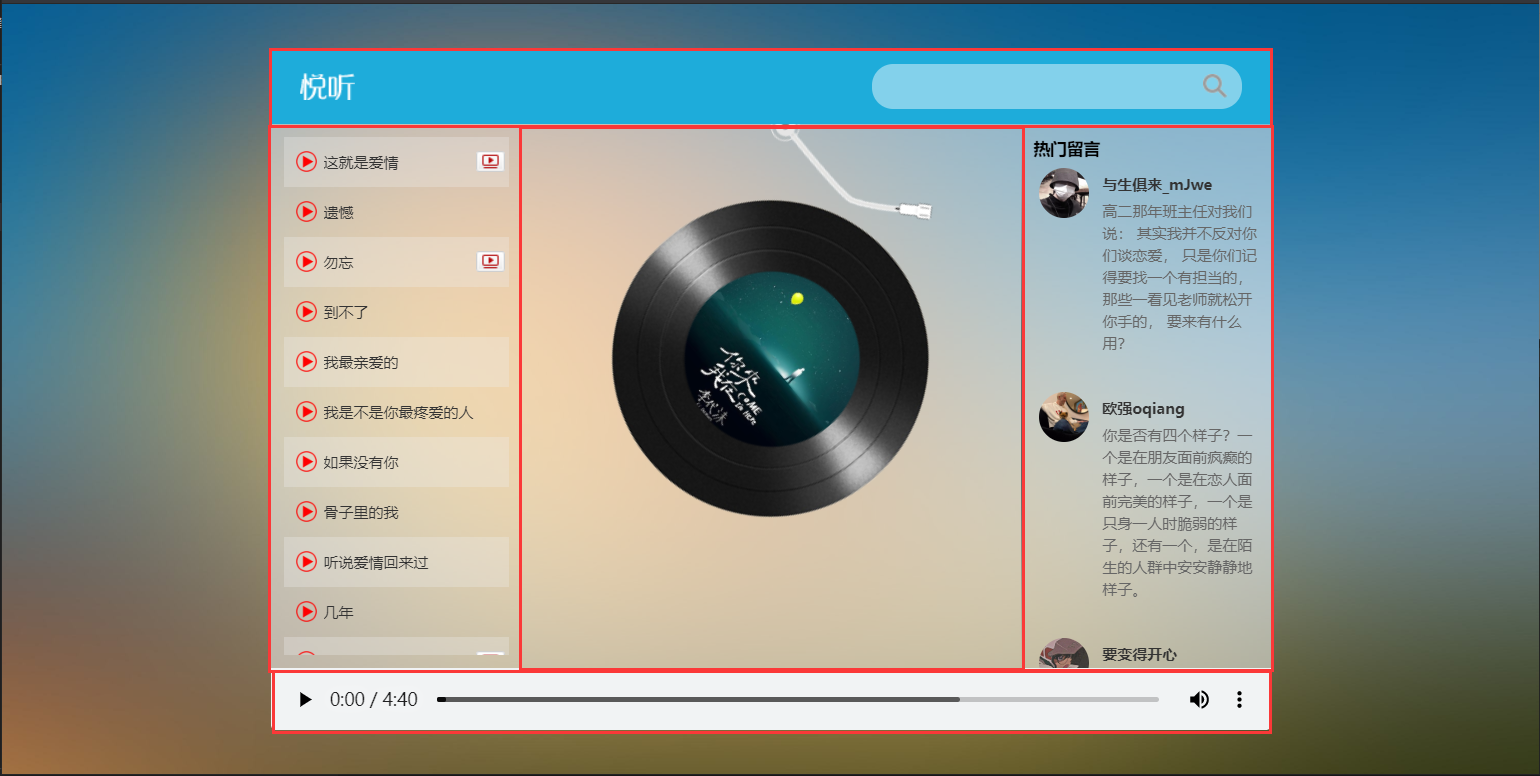 悦听
这就是爱情
遗憾
勿忘
到不了
我最亲爱的
我是不是你最疼爱的人
如果没有你
骨子里的我
听说爱情回来过
几年
你来
我在
COME
I'M HERE
李代沫
热门留言
与生俱来_mJwe
高二那年班主任对我们
说： 其实我并不反对你
们谈恋爱， 只是你们记
得要找一个有担当的，
那些一看见老师就松开
你手的， 要来有什么
用？
欧强oqiang
你是否有四个样子？一
个是在朋友面前疯癫的
样子，一个是在恋人面
前完美的样子，一个是
只身一人时脆弱的样
子，还有一个，是在陌
生的人群中安安静静地
样子。
要变得开心
0:00 / 4:40